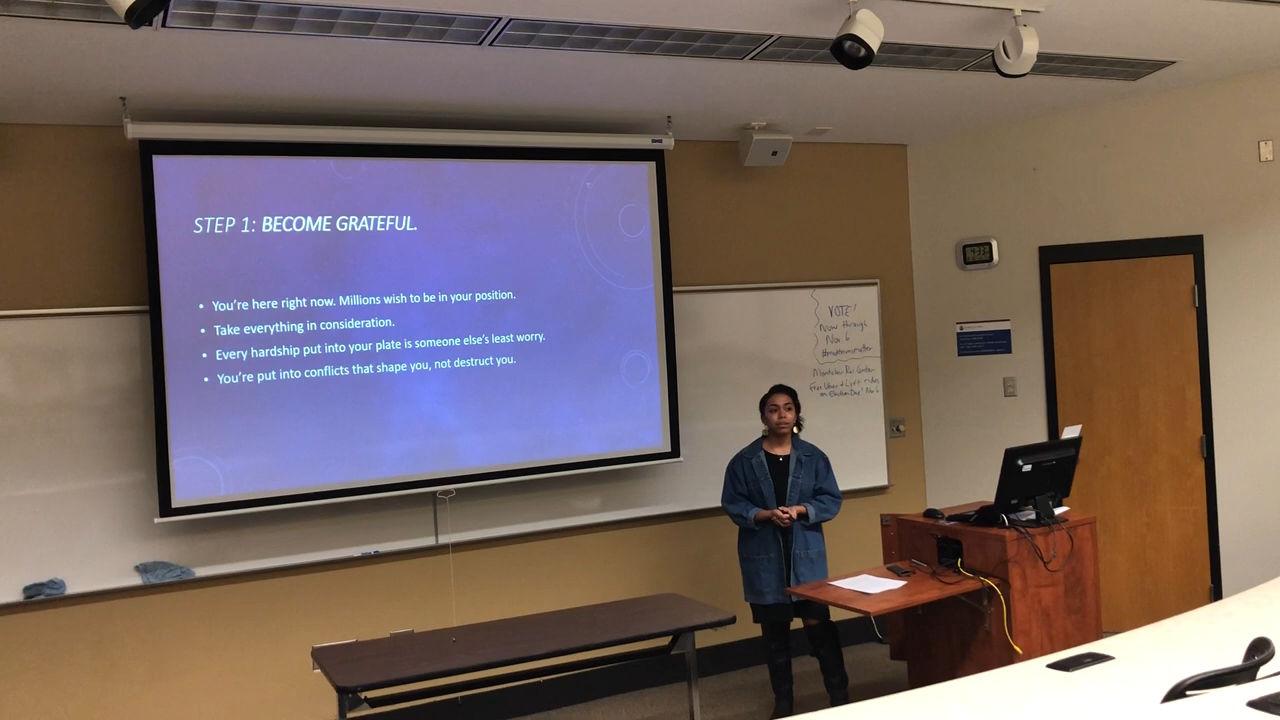 STEP 1: BECOME GRATEFUL.
• You're here right now. Millions wish to be in your position.
• Take everything in consideration.
• Every hardship put into your plate is someone else's least worry.
• You're put into conflicts that shape you, not destruct you.
VOTE!
Now through
Nov 6
Free Uber & Lyft rides
on Election Day! Nov 6